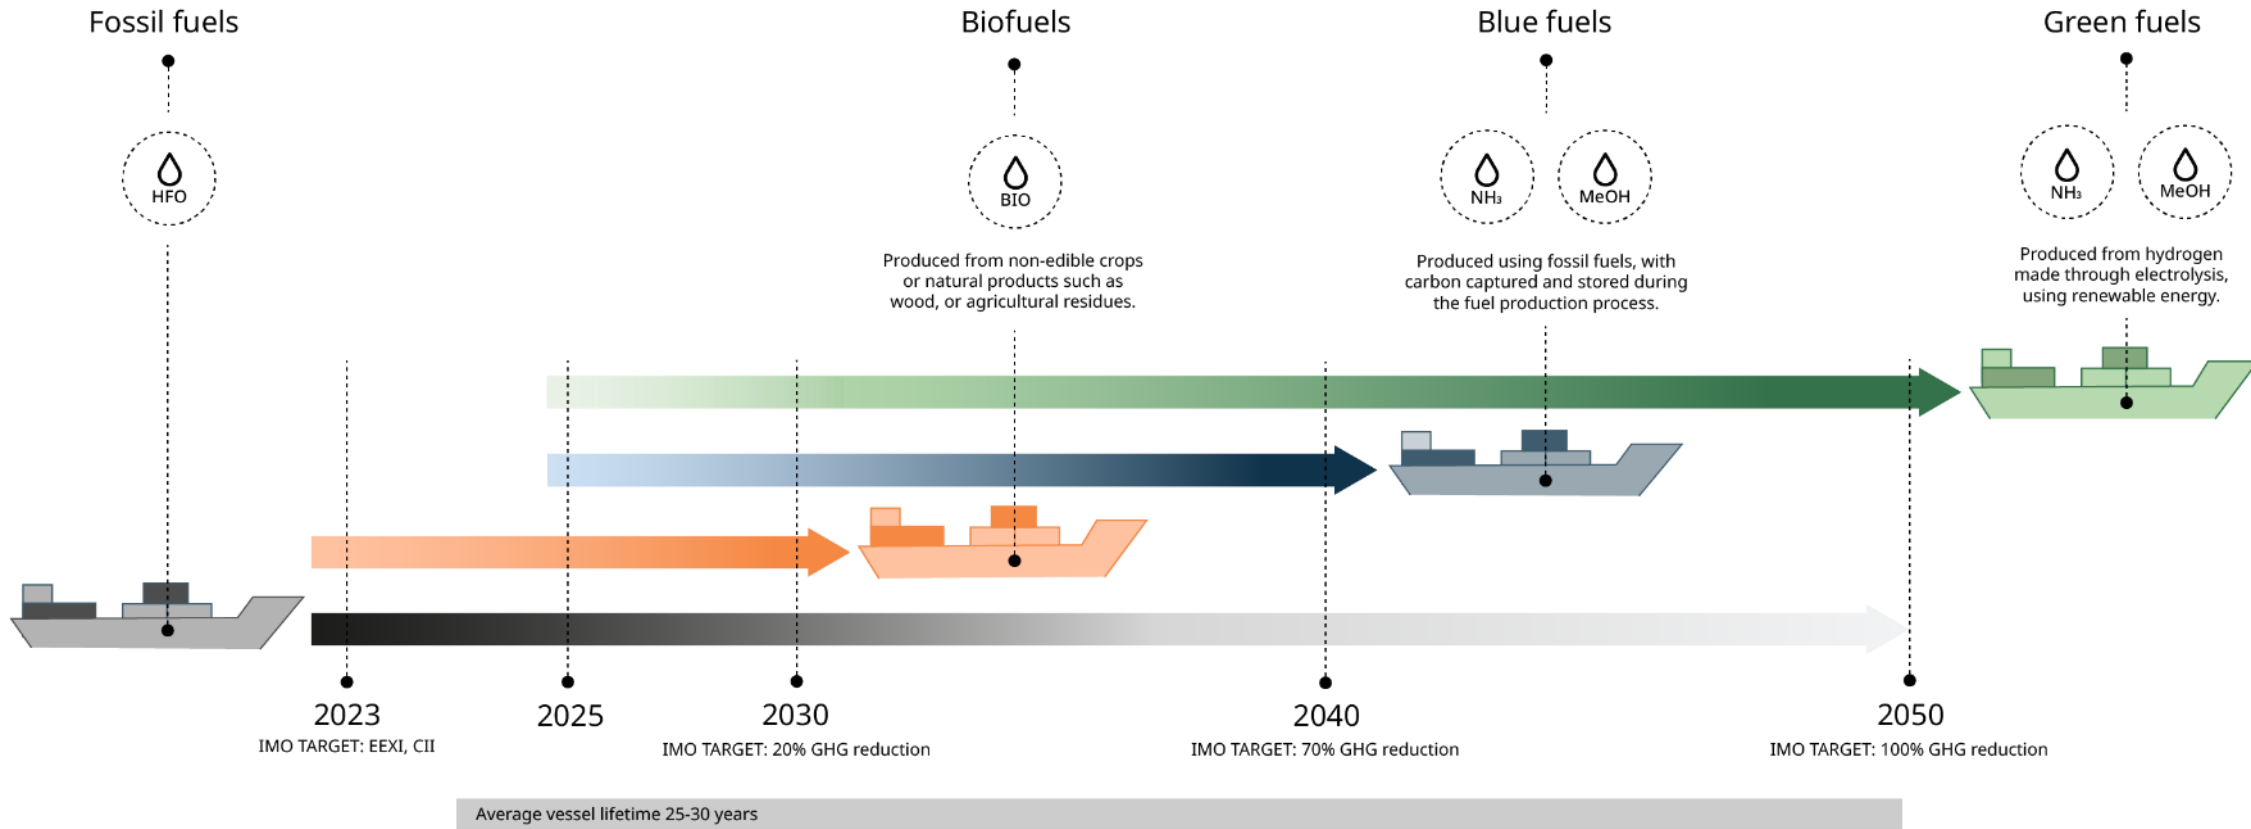 Fossil fuels
Biofuels
Blue fuels
Green fuels
HFO
BIO
NH₃
MeOH
NH₃
MeOH
Produced from non-edible crops
or natural products such as
wood, or agricultural residues.
Produced using fossil fuels, with
carbon captured and stored during
the fuel production process.
Produced from hydrogen
made through electrolysis,
using renewable energy.
2023
IMO TARGET: EEXI, CII
2025
2030
IMO TARGET: 20% GHG reduction
2040
IMO TARGET: 70% GHG reduction
2050
IMO TARGET: 100% GHG reduction
Average vessel lifetime 25-30 years